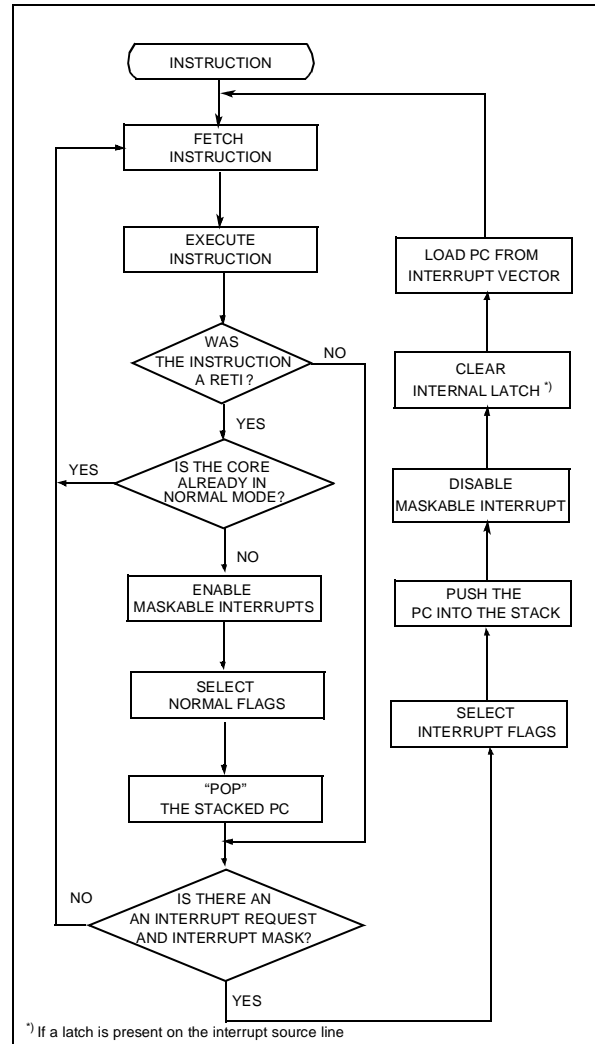 INSTRUCTION
FETCH
INSTRUCTION
EXECUTE
INSTRUCTION
WAS
THE INSTRUCTION
A RETI ?
NO
YES
IS THE CORE
ALREADY IN
NORMAL MODE?
YES
NO
ENABLE
MASKABLE INTERRUPTS
SELECT
NORMAL FLAGS
“POP”
THE STACKED PC
IS THERE AN
AN INTERRUPT REQUEST
AND INTERRUPT MASK?
NO
YES
SELECT
INTERRUPT FLAGS
PUSH THE
PC INTO THE STACK
DISABLE
MASKABLE INTERRUPT
CLEAR
INTERNAL LATCH *)
LOAD PC FROM
INTERRUPT VECTOR
*) If a latch is present on the interrupt source line